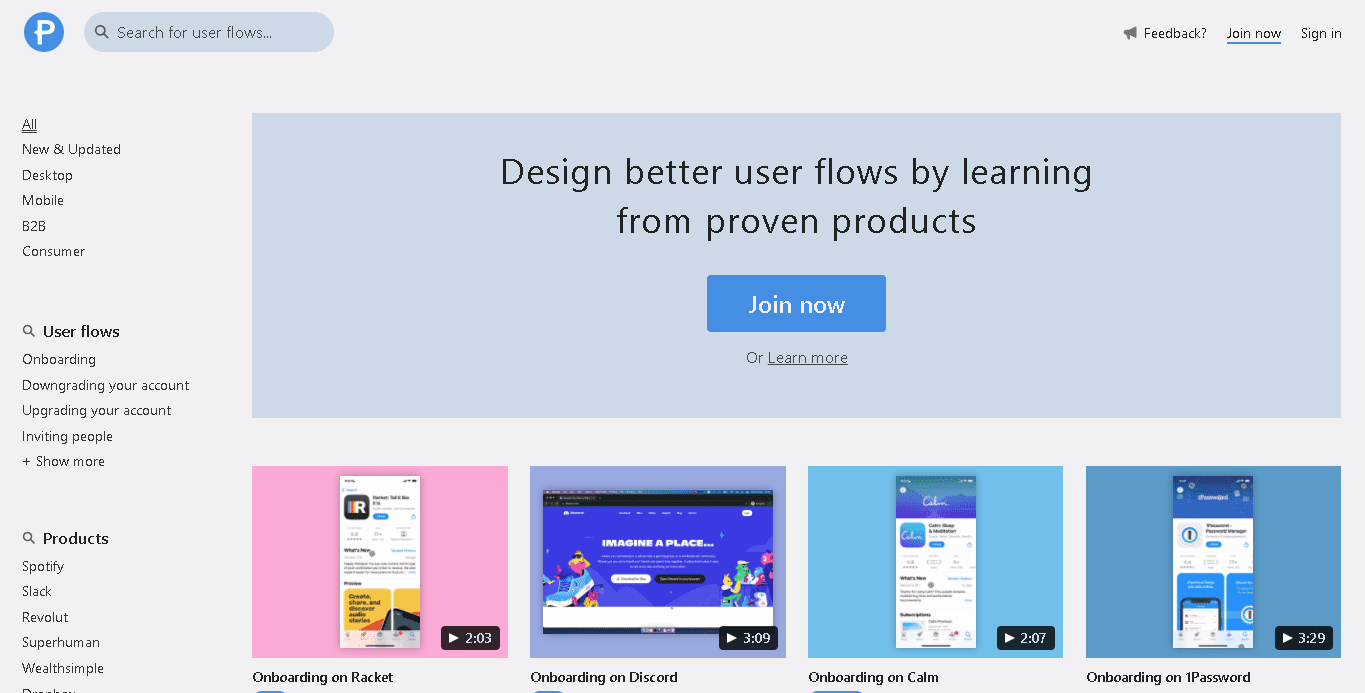 P
Search for user flows...
Feedback?
Join now
Sign in
All
New & Updated
Desktop
Mobile
B2B
Consumer
User flows
Onboarding
Downgrading your account
Upgrading your account
Inviting people
+ Show more
Products
Spotify
Slack
Revolut
Superhuman
Wealthsimple
Dropbox
Design better user flows by learning
from proven products
Join now
Or Learn more
Racket: Tell it like
it is
What's New
Preview
Create,
share, and
discover
audio
stories
2:03
Onboarding on Racket
IMAGINE A PLACE...
3:09
Onboarding on Discord
Calm
Calm Sleep
& Meditation
Calm
What's New
Subscriptions
2:07
Onboarding on Calm
1Password
1Password -
Password Manager
3:29
Onboarding on 1Password